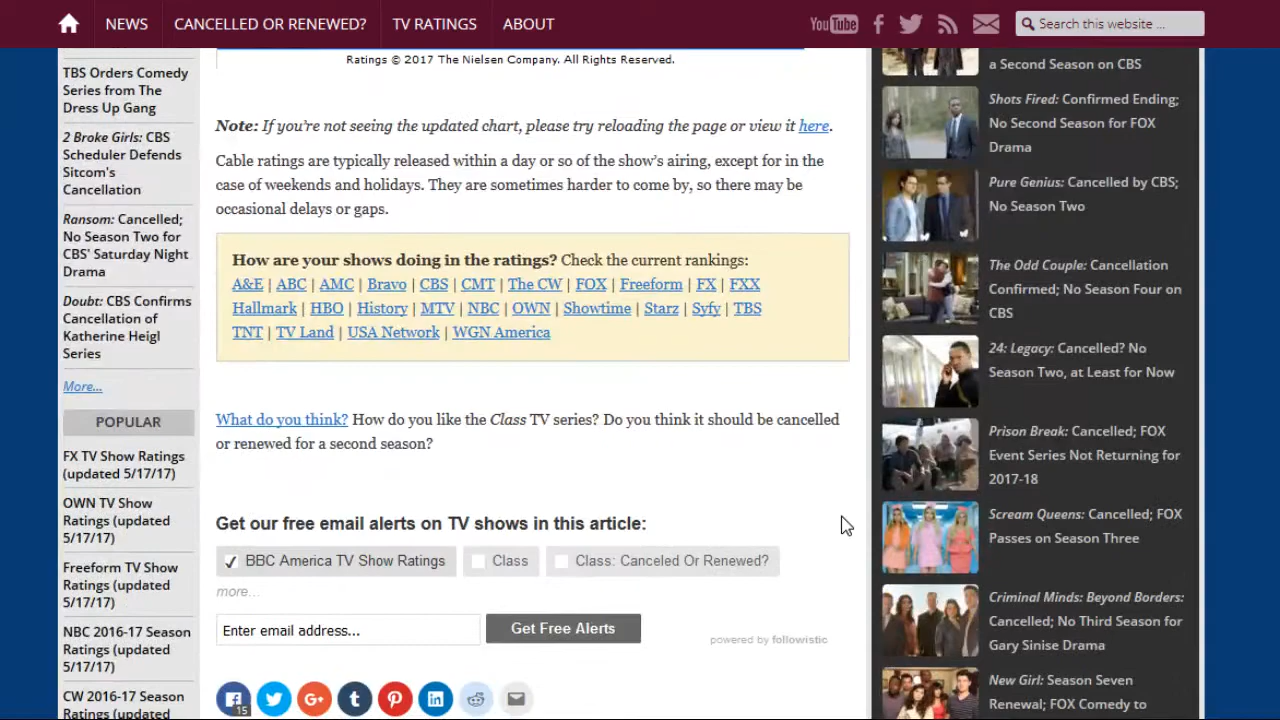 NEWS
CANCELLED OR RENEWED?
TV RATINGS
ABOUT
You Tube
Search this website ...
TBS Orders Comedy
Series from The
Dress Up Gang
2 Broke Girls: CBS
Scheduler Defends
Sitcom's
Cancellation
Ransom: Cancelled;
No Season Two for
CBS' Saturday Night
Drama
Doubt: CBS Confirms
Cancellation of
Katherine Heigl
Series
More...
POPULAR
FX TV Show Ratings
(updated 5/17/17)
OWN TV Show
Ratings (updated
5/17/17)
Freeform TV Show
Ratings (updated
5/17/17)
NBC 2016-17 Season
Ratings (updated
5/17/17)
CW 2016-17 Season
Ratings (updated
Ratings © 2017 The Nielsen Company. All Rights Reserved.
Note: If you're not seeing the updated chart, please try reloading the page or view it here.
Cable ratings are typically released within a day or so of the show's airing, except for in the
case of weekends and holidays. They are sometimes harder to come by, so there may be
occasional delays or gaps.
How are your shows doing in the ratings? Check the current rankings:
A&E | ABC | AMC | Bravo | CBS | CMT | The CW | FOX | Freeform | FX | FXX
Hallmark | HBO | History | MTV | NBC | OWN | Showtime | Starz | Syfy | TBS
TNT | TV Land | USA Network | WGN America
What do you think? How do you like the Class TV series? Do you think it should be cancelled
or renewed for a second season?
Get our free email alerts on TV shows in this article:
BBC America TV Show Ratings
Class
Class: Canceled Or Renewed?
more...
Enter email address...
Get Free Alerts
powered by followistic
15
a Second Season on CBS
Shots Fired: Confirmed Ending;
No Second Season for FOX
Drama
Pure Genius: Cancelled by CBS;
No Season Two
The Odd Couple: Cancellation
Confirmed; No Season Four on
CBS
24: Legacy: Cancelled? No
Season Two, at Least for Now
Prison Break: Cancelled; FOX
Event Series Not Returning for
2017-18
Scream Queens: Cancelled; FOX
Passes on Season Three
Criminal Minds: Beyond Borders:
Cancelled; No Third Season for
Gary Sinise Drama
New Girl: Season Seven
Renewal; FOX Comedy to